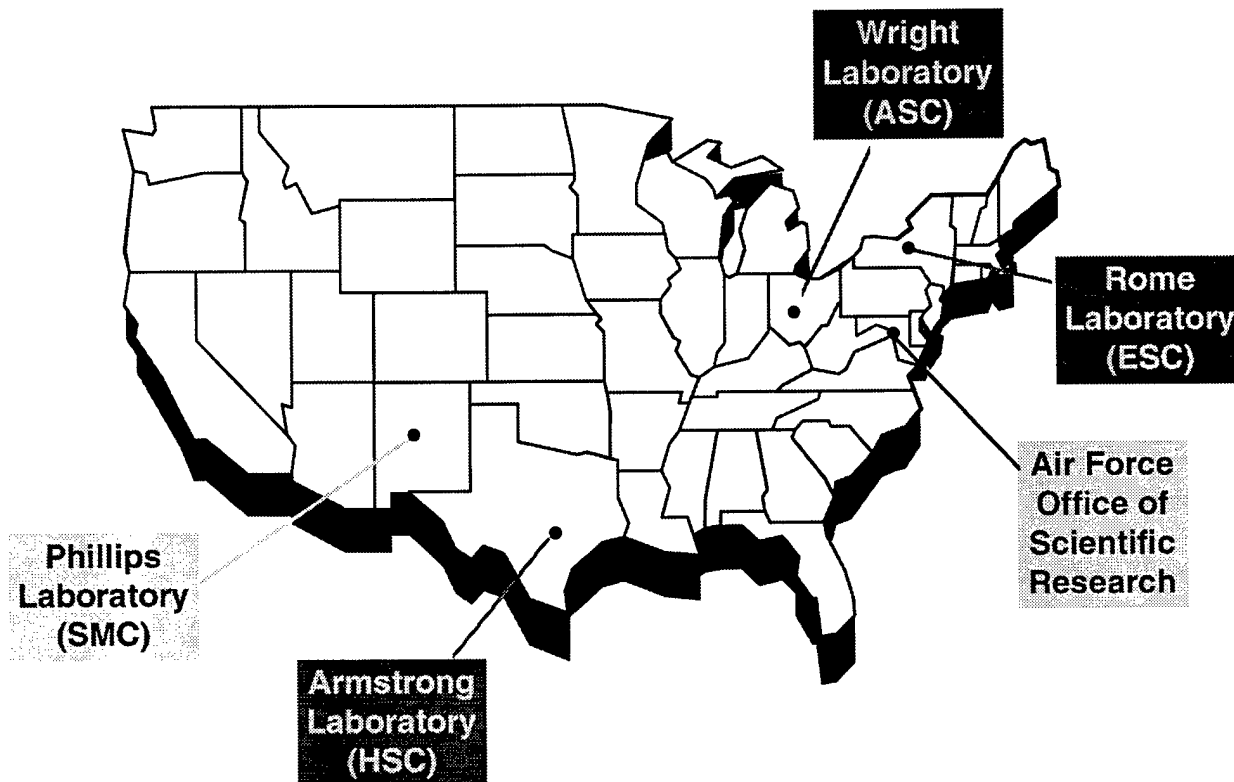 Wright
Laboratory
(ASC)
Rome
Laboratory
(ESC)
Air Force
Office of
Scientific
Research
Phillips
Laboratory
(SMC)
Armstrong
Laboratory
(HSC)